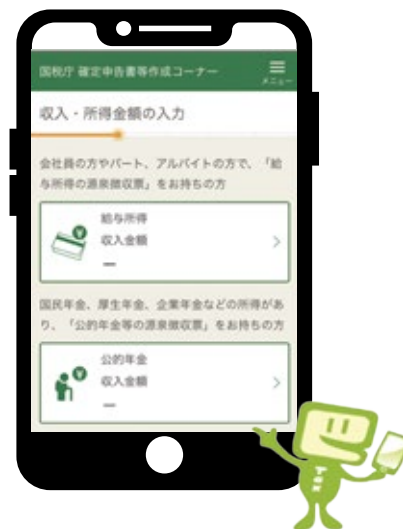 国税庁 確定申告書等作成コーナー
メニュー
収入・所得金額の入力
会社員の方やパート、アルバイトの方で、「給
与所得の源泉徴収票」をお持ちの方
給与所得
収入金額
ー
国民年金、厚生年金、企業年金などの所得があ
り、「公的年金等の源泉徴収票」をお持ちの方
公的年金
収入金額
ー